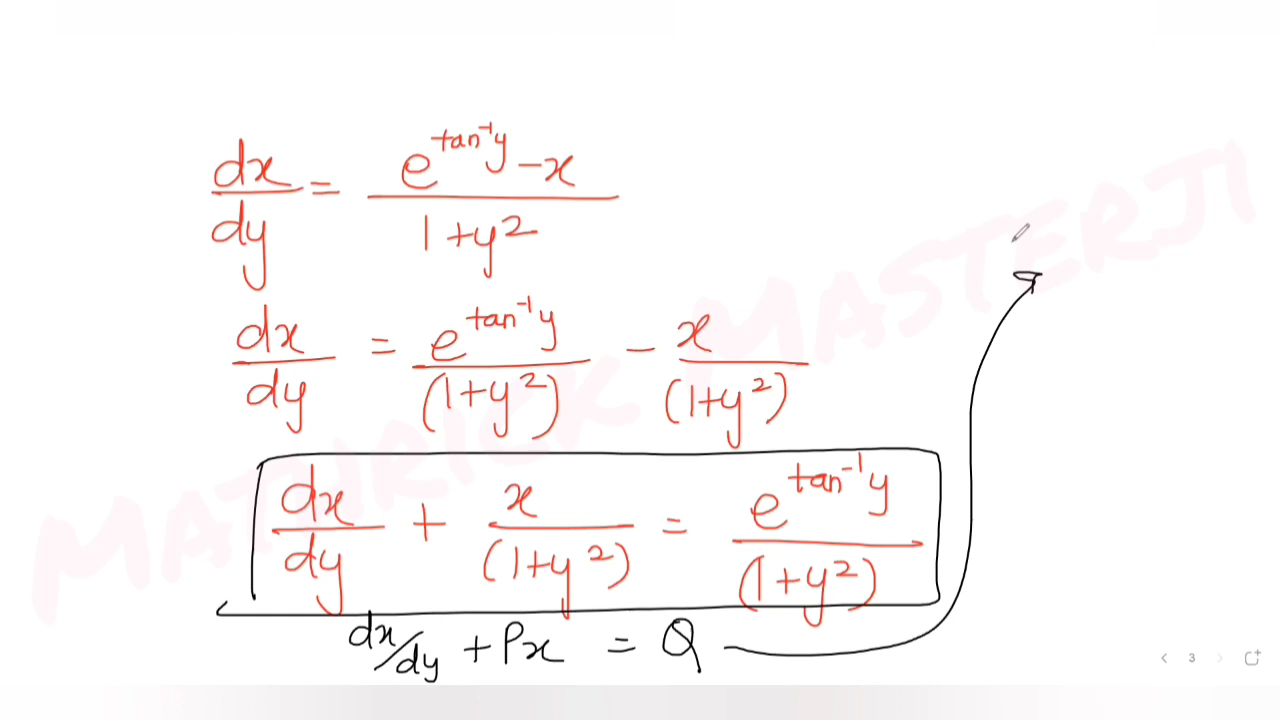 dx/dy = (e^(tan⁻¹y) - x)/(1+y²)
dx/dy = e^(tan⁻¹y)/(1+y²) - x/(1+y²)
dx/dy + x/(1+y²) = e^(tan⁻¹y)/(1+y²)
dx/dy + Px = Q
MATHRICK MASTERJI
3